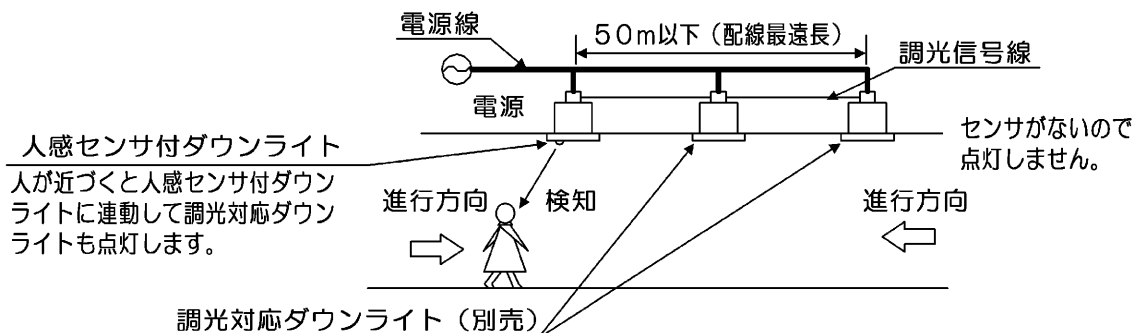 電源線
50m以下（配線最遠長）
調光信号線
電源
人感センサ付ダウンライト
人が近づくと人感センサ付ダウン
ライトに連動して調光対応ダウン
ライトも点灯します。
センサがないので
点灯しません。
進行方向
検知
進行方向
調光対応ダウンライト（別売）